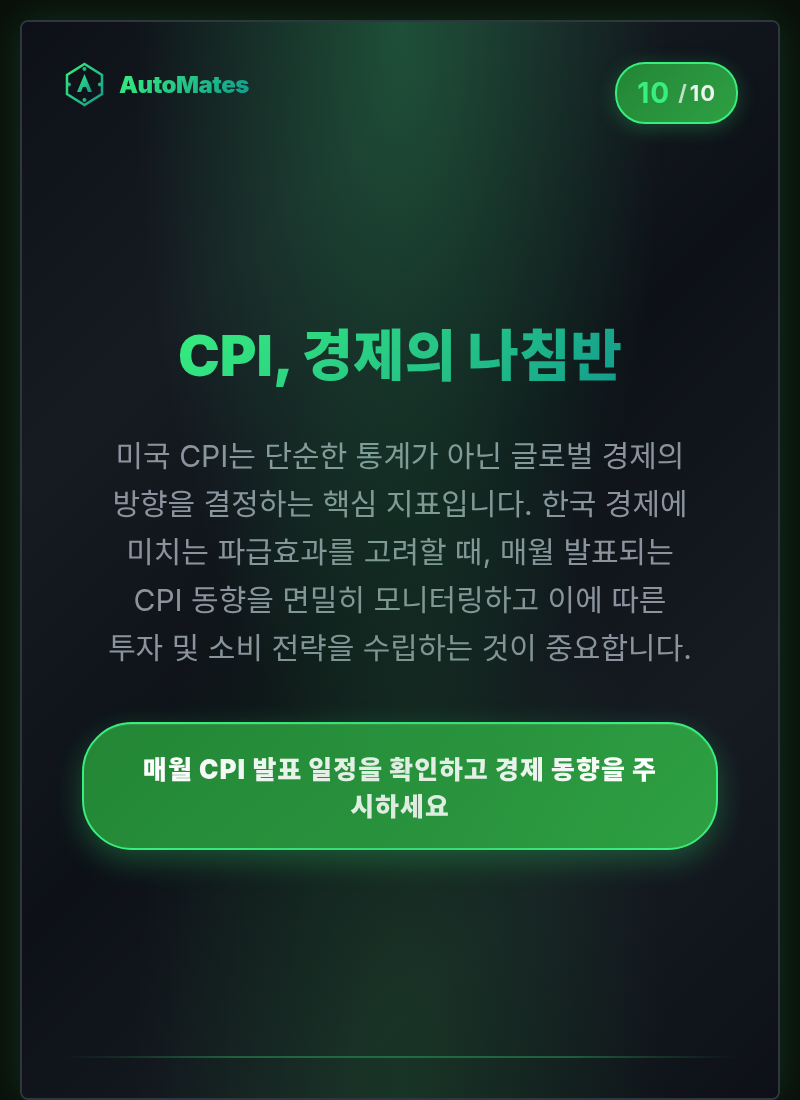 AutoMates
10 /10
CPI, 경제의 나침반
미국 CPI는 단순한 통계가 아닌 글로벌 경제의
방향을 결정하는 핵심 지표입니다. 한국 경제에
미치는 파급효과를 고려할 때, 매월 발표되는
CPI 동향을 면밀히 모니터링하고 이에 따른
투자 및 소비 전략을 수립하는 것이 중요합니다.
매월 CPI 발표 일정을 확인하고 경제 동향을 주
시하세요